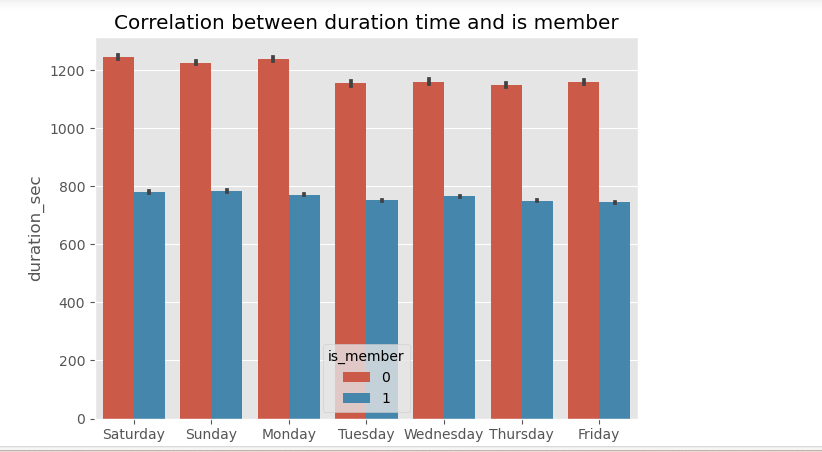 Correlation between duration time and is member
duration_sec
1200
1000
800
600
400
200
0
is_member
0
1
Saturday Sunday Monday Tuesday Wednesday Thursday Friday